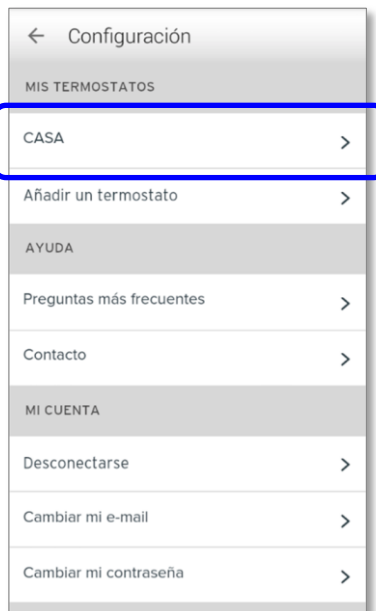 Configuración
MIS TERMOSTATOS
CASA
Añadir un termostato
AYUDA
Preguntas más frecuentes
Contacto
MI CUENTA
Desconectarse
Cambiar mi e-mail
Cambiar mi contraseña